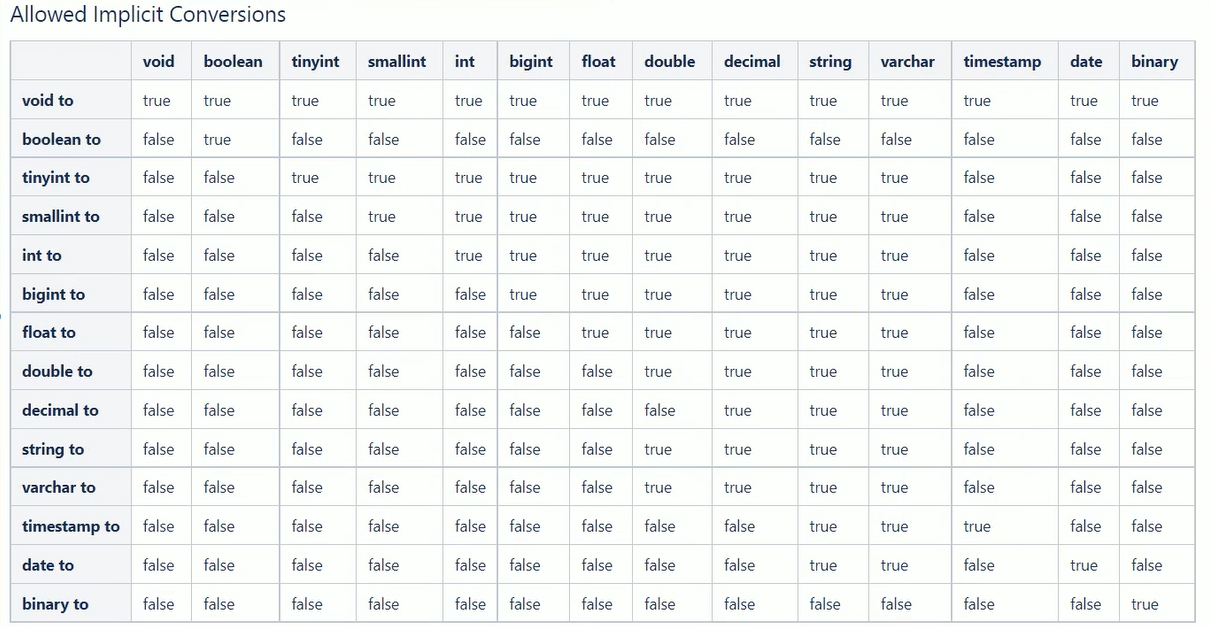 Allowed Implicit Conversions
void boolean tinyint smallint int bigint float double decimal string varchar timestamp date binary
void to true true true true true true true true true true true true true true
boolean to false true false false false false false false false false false false false false
tinyint to false false true true true true true true true true true false false false
smallint to false false false true true true true true true true true false false false
int to false false false false true true true true true true true false false false
bigint to false false false false false true true true true true true false false false
float to false false false false false false true true true true true false false false
double to false false false false false false false true true true true false false false
decimal to false false false false false false false false true true true false false false
string to false false false false false false false true true true true false false false
varchar to false false false false false false false true true true true false false false
timestamp to false false false false false false false false false true true true false false
date to false false false false false false false false false true true false true false
binary to false false false false false false false false false false false false false true